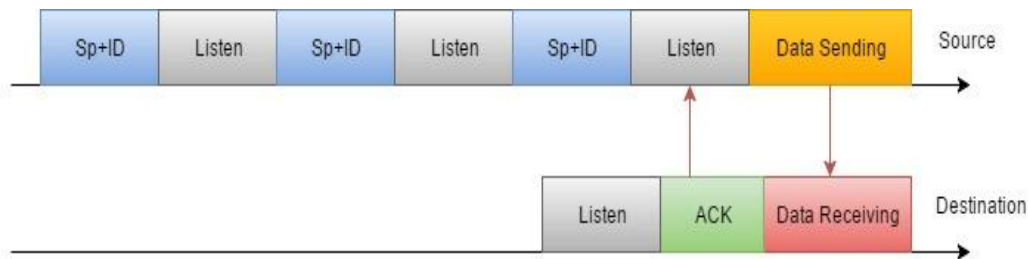 Sp+ID Listen Sp+ID Listen Sp+ID Listen Data Sending Source
Listen ACK Data Receiving Destination